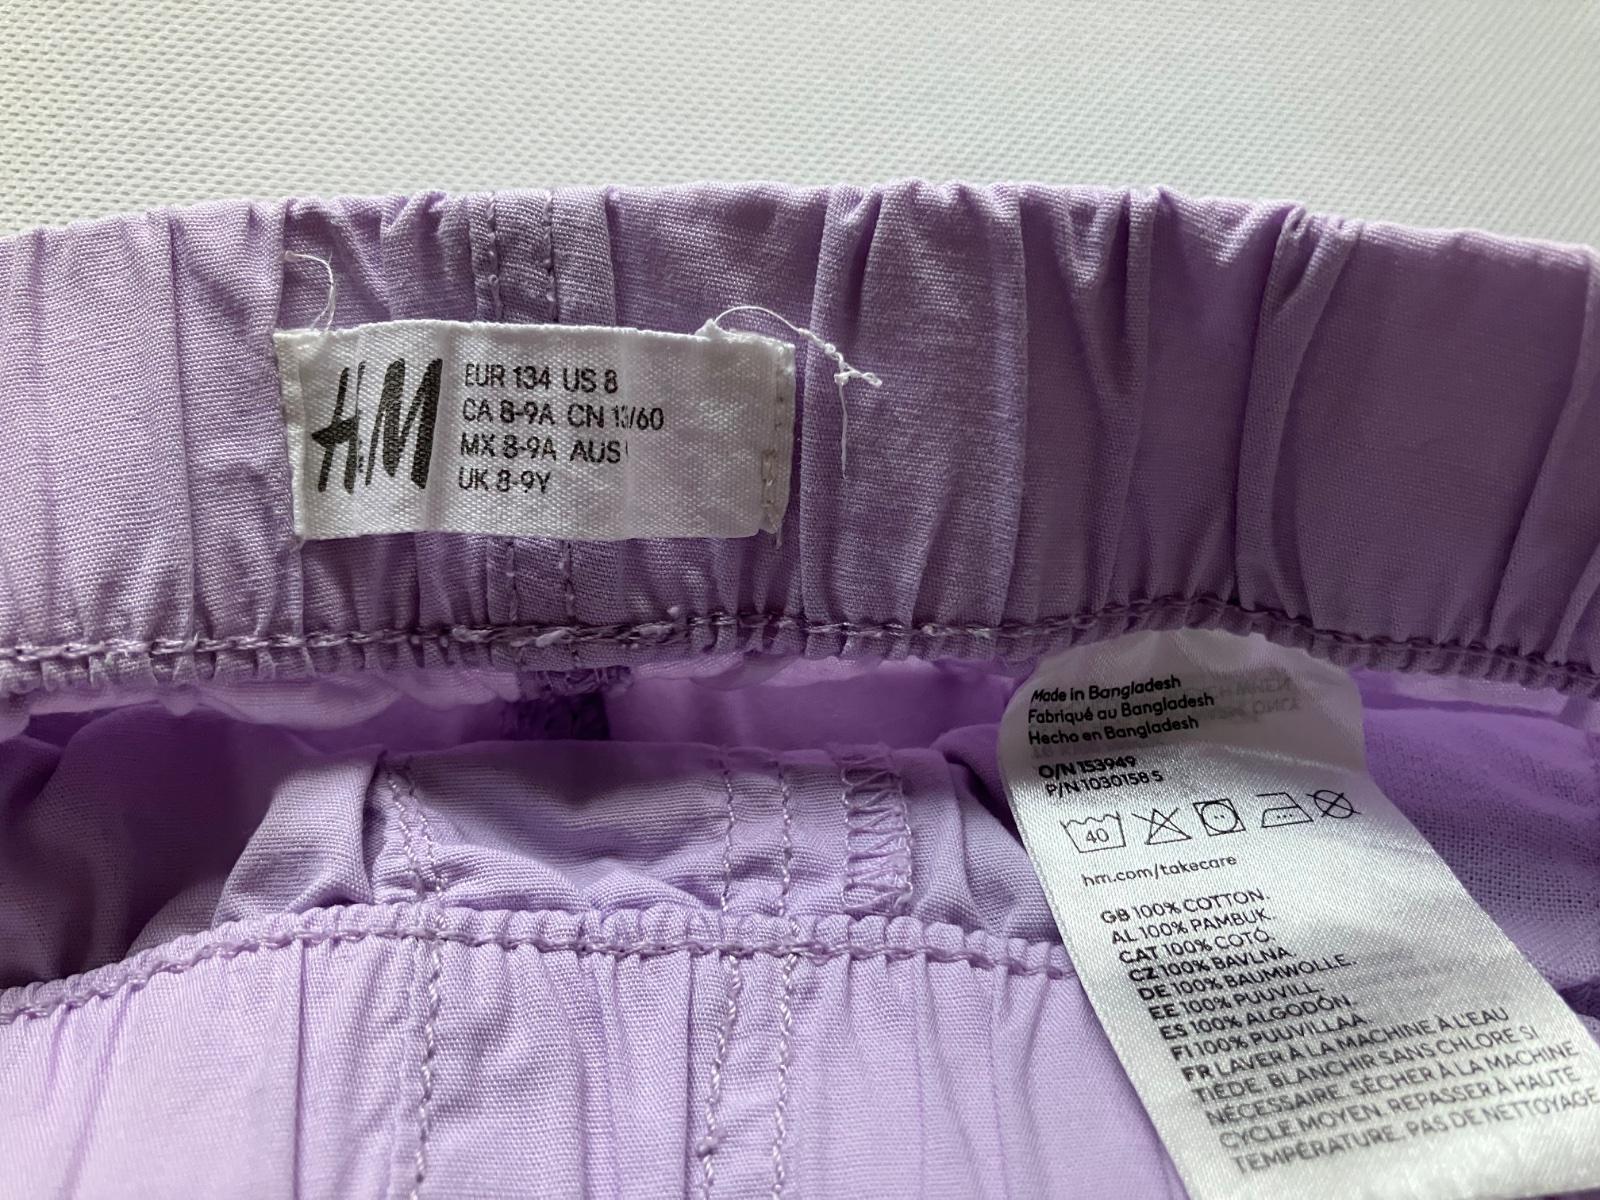 H&M
EUR 134 US 8
CA 8-9A CN /60
MX 8-9A AUS
UK 8-9Y
Made in Bangladesh
Fabriqué au Bangladesh
Hecho en Bangladesh
O/N 153949
P/N 1030158 5
40
hm.com/takecare
GB 100% COTTON.
AL 100% PAMBUK.
CAT 100% COTÓ.
CZ 100% BAVLNA.
DE 100% BAUMWOLLE.
EE 100% PUUVILL.
ES 100% ALGODÓN.
FI 100% PUUVILLAA.
FR LAVER À LA MACHINE À L'EAU
TIÈDE. BLANCHIR SANS CHLORE SI
NÉCESSAIRE. SÉCHER À LA MACHINE
CYCLE MOYEN. REPASSER À HAUTE
TEMPÉRATURE. PAS DE NETTOYAGE